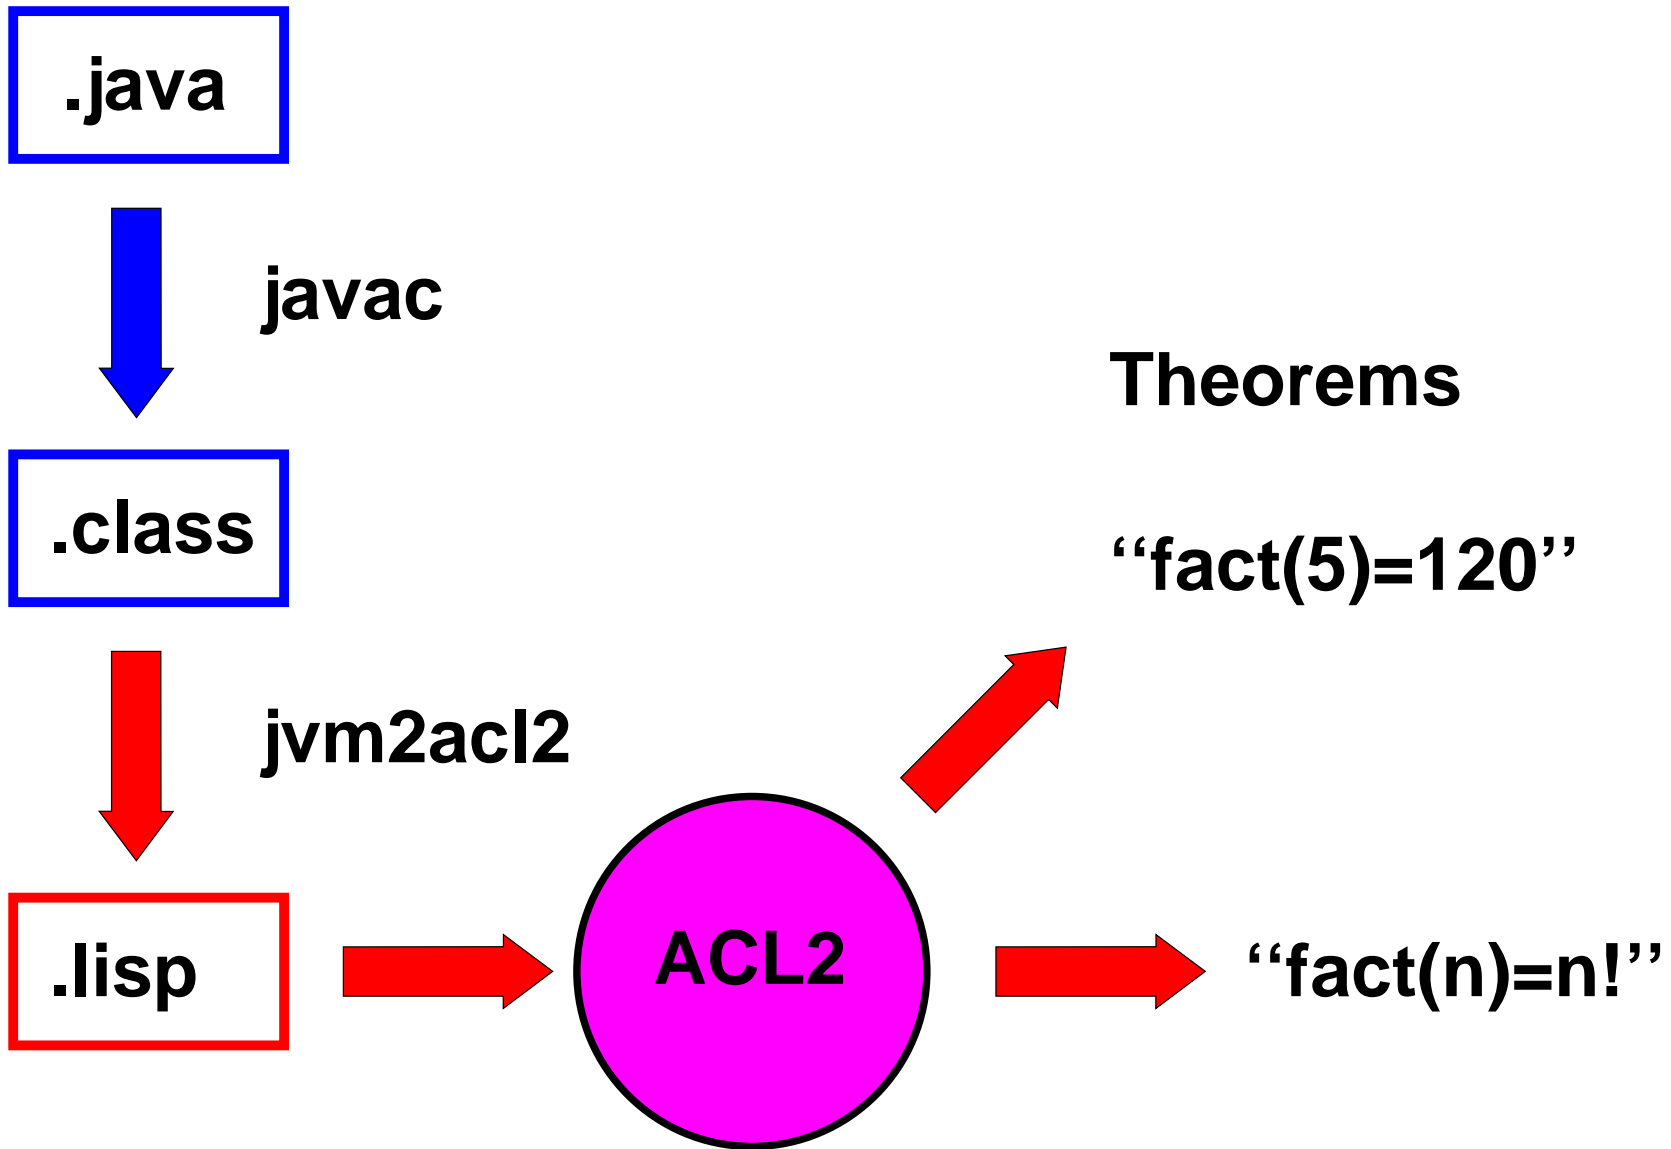 .java
javac
.class
jvm2acl2
.lisp
ACL2
Theorems
‘‘fact(5)=120’’
‘‘fact(n)=n!’’